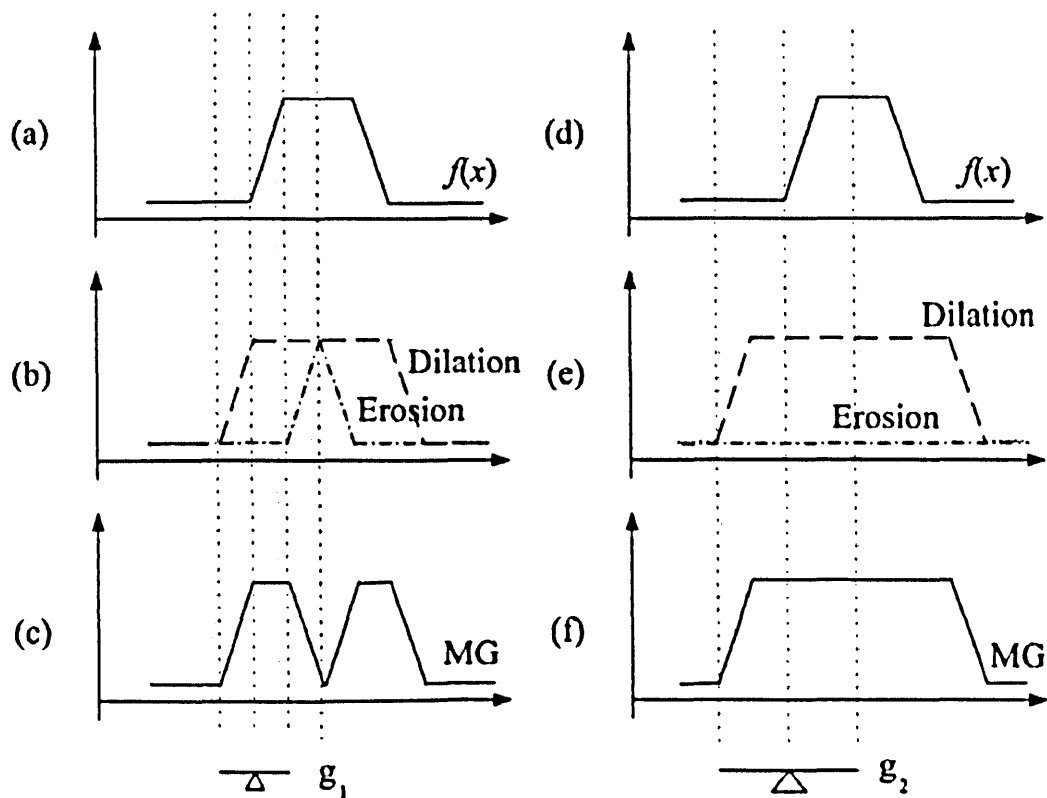 (a)
f(x)
(b)
Dilation
Erosion
(c)
MG
g₁
(d)
f(x)
(e)
Dilation
Erosion
(f)
MG
g₂